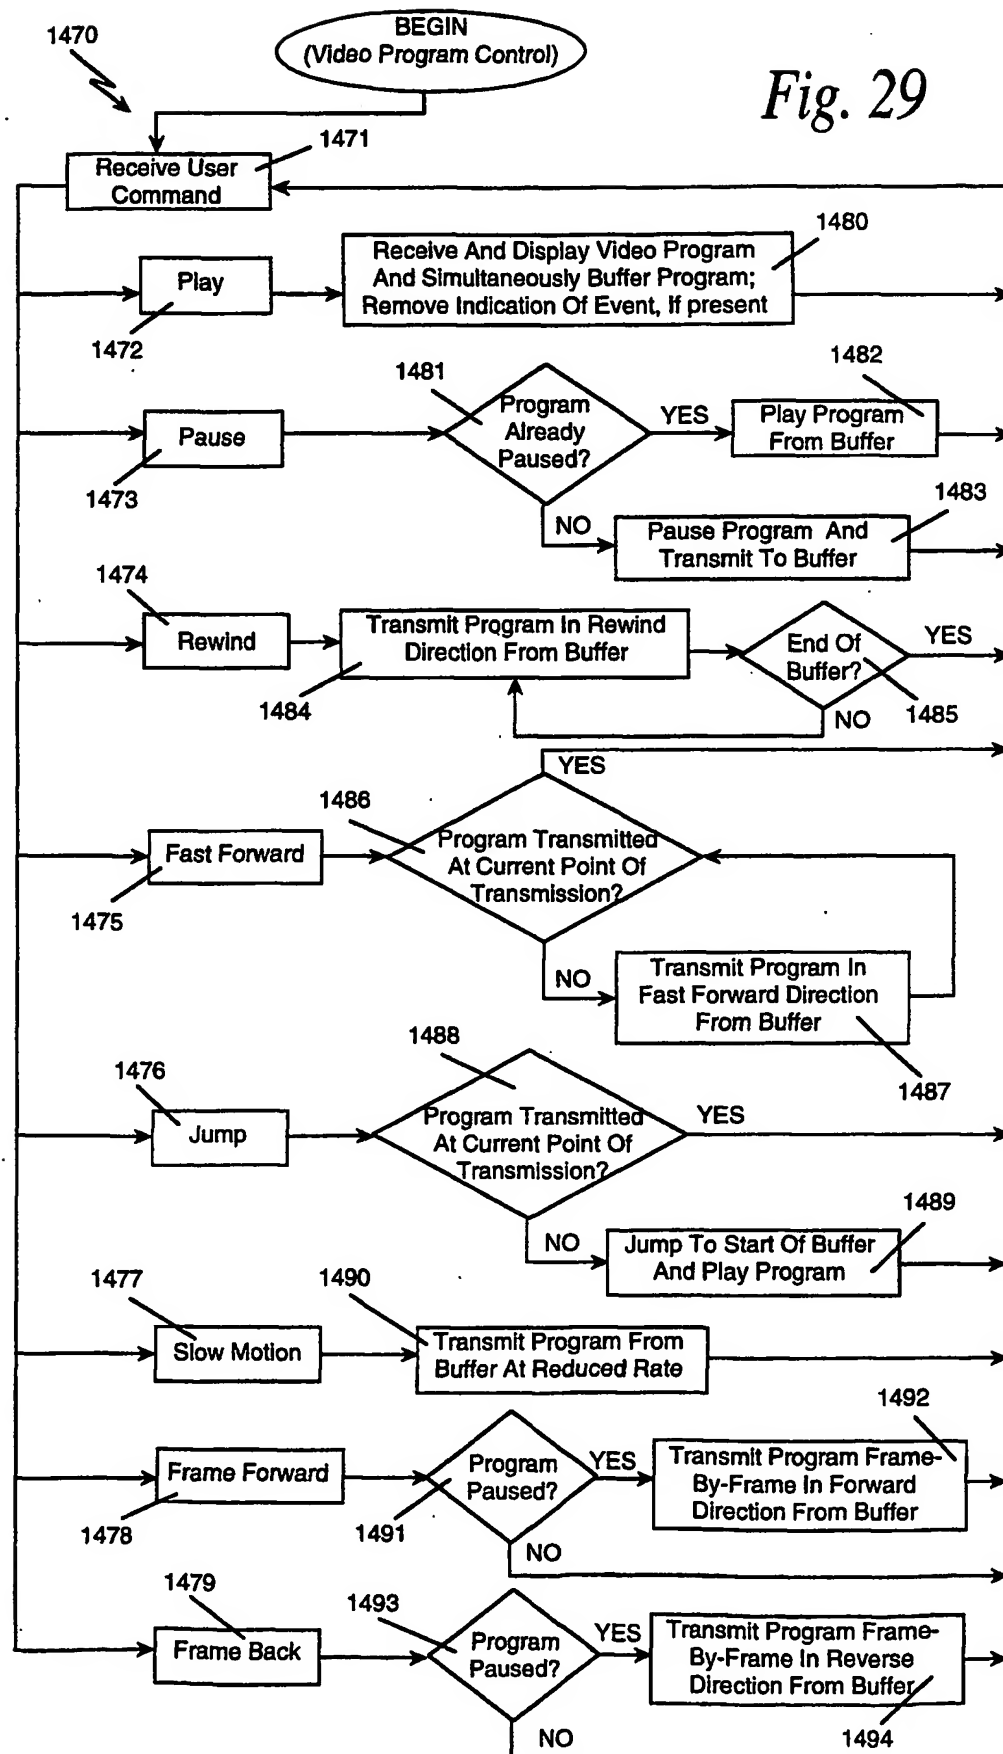 1470
BEGIN
(Video Program Control)
Fig. 29
1471
Receive User
Command
1480
Receive And Display Video Program
And Simultaneously Buffer Program;
Remove Indication Of Event, If present
Play
1472
1481
1482
Program
Already
Paused?
YES
Play Program
From Buffer
Pause
1473
1483
NO
Pause Program And
Transmit To Buffer
1474
Rewind
Transmit Program In Rewind
Direction From Buffer
End Of
Buffer?
YES
1484
NO
1485
YES
1486
Program Transmitted
At Current Point Of
Transmission?
Fast Forward
1475
NO
Transmit Program In
Fast Forward Direction
From Buffer
1488
1487
1476
Jump
Program Transmitted
At Current Point Of
Transmission?
YES
1489
NO
Jump To Start Of Buffer
And Play Program
1477
1490
Slow Motion
Transmit Program From
Buffer At Reduced Rate
1492
Frame Forward
Program
Paused?
YES
Transmit Program Frame-
By-Frame In Forward
Direction From Buffer
1478
1491
NO
1479
1493
Frame Back
Program
Paused?
YES
Transmit Program Frame-
By-Frame In Reverse
Direction From Buffer
NO
1494